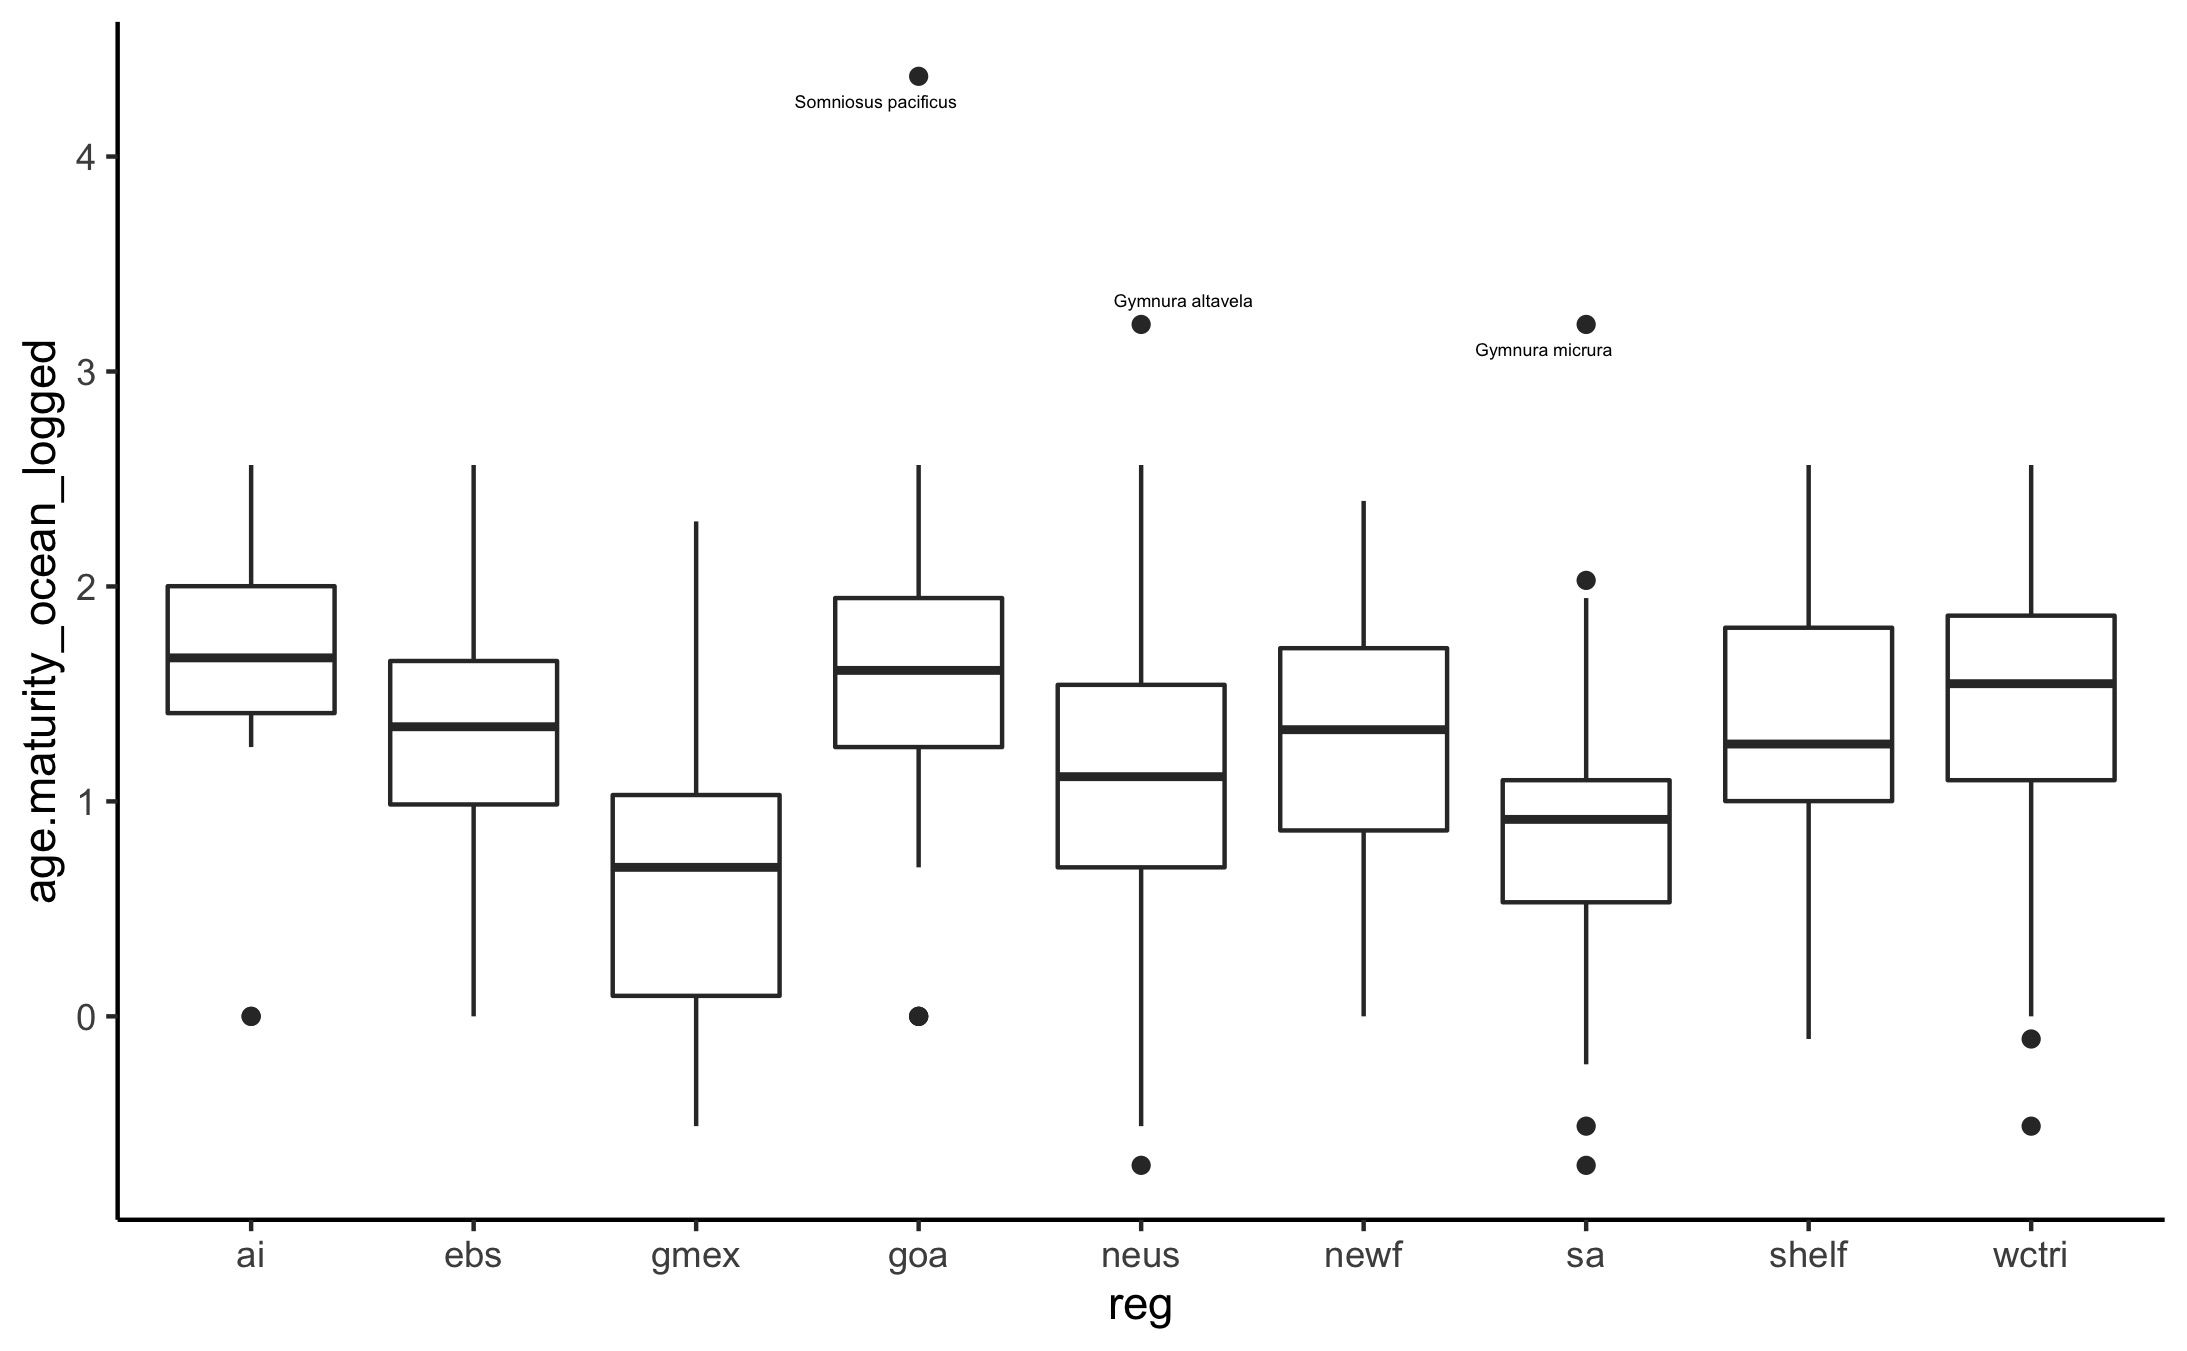 age.maturity_ocean_logged
4
3
2
1
0
Somniosus pacificus
Gymnura altavela
Gymnura micrura
ai ebs gmex goa neus newf sa shelf wctri
reg